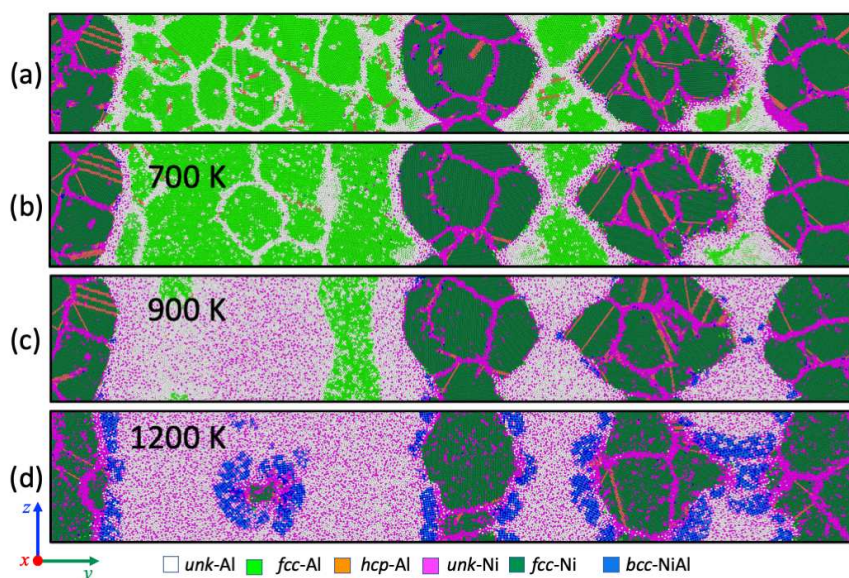 (a)
(b)
700 K
(c)
900 K
(d)
1200 K
z
x
y
unk-Al fcc-Al hcp-Al unk-Ni fcc-Ni bcc-NiAl